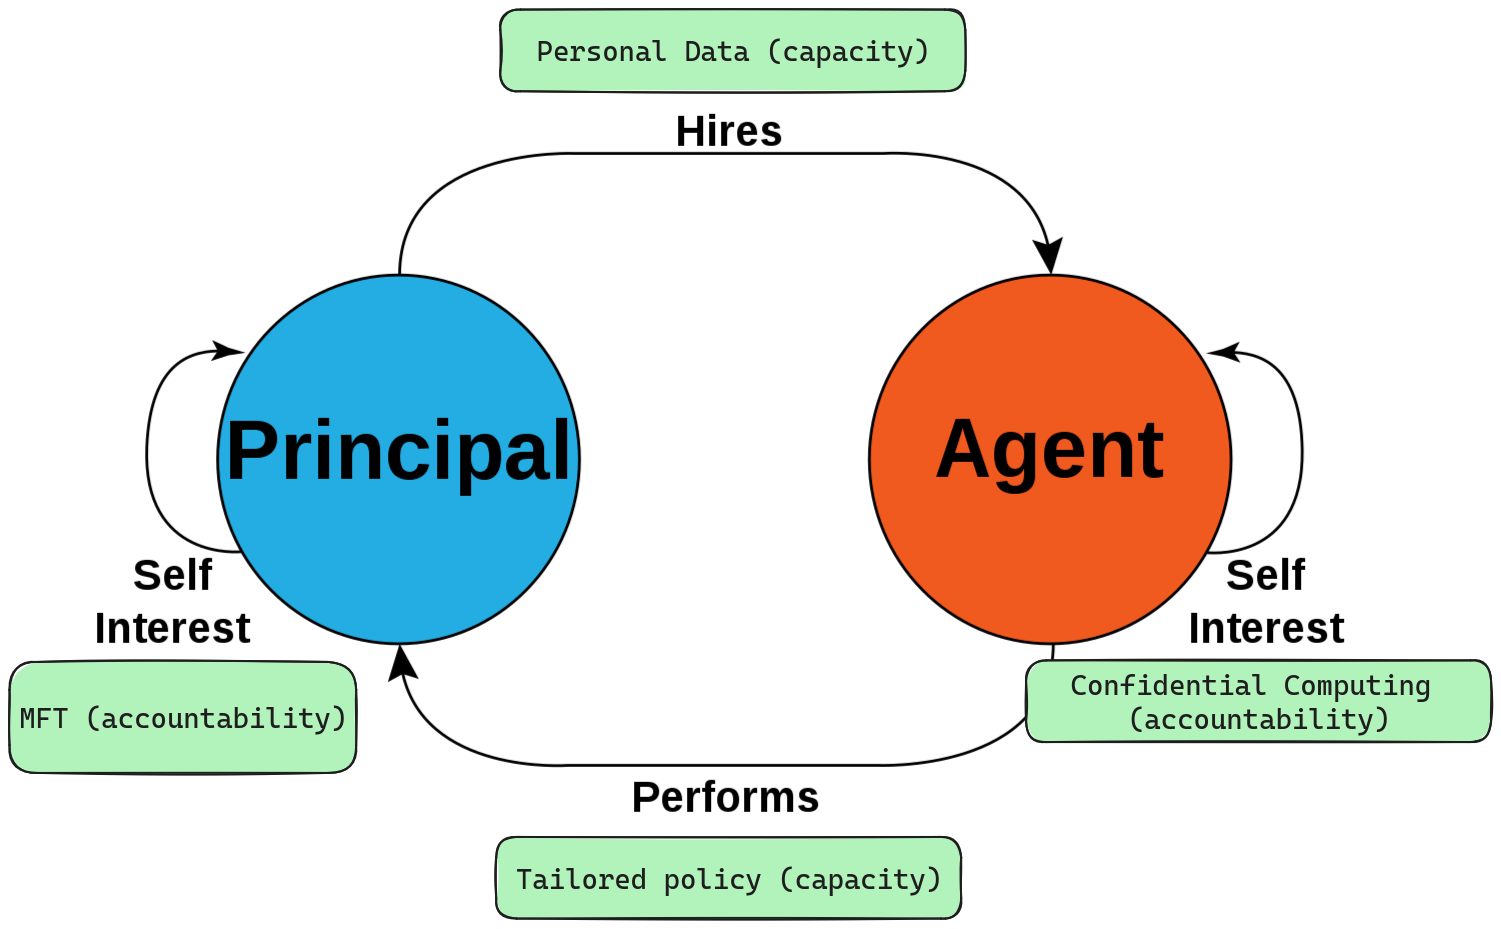 Personal Data (capacity)
Hires
Principal
Agent
Self
Interest
Self
Interest
MFT (accountability)
Confidential Computing
(accountability)
Performs
Tailored policy (capacity)